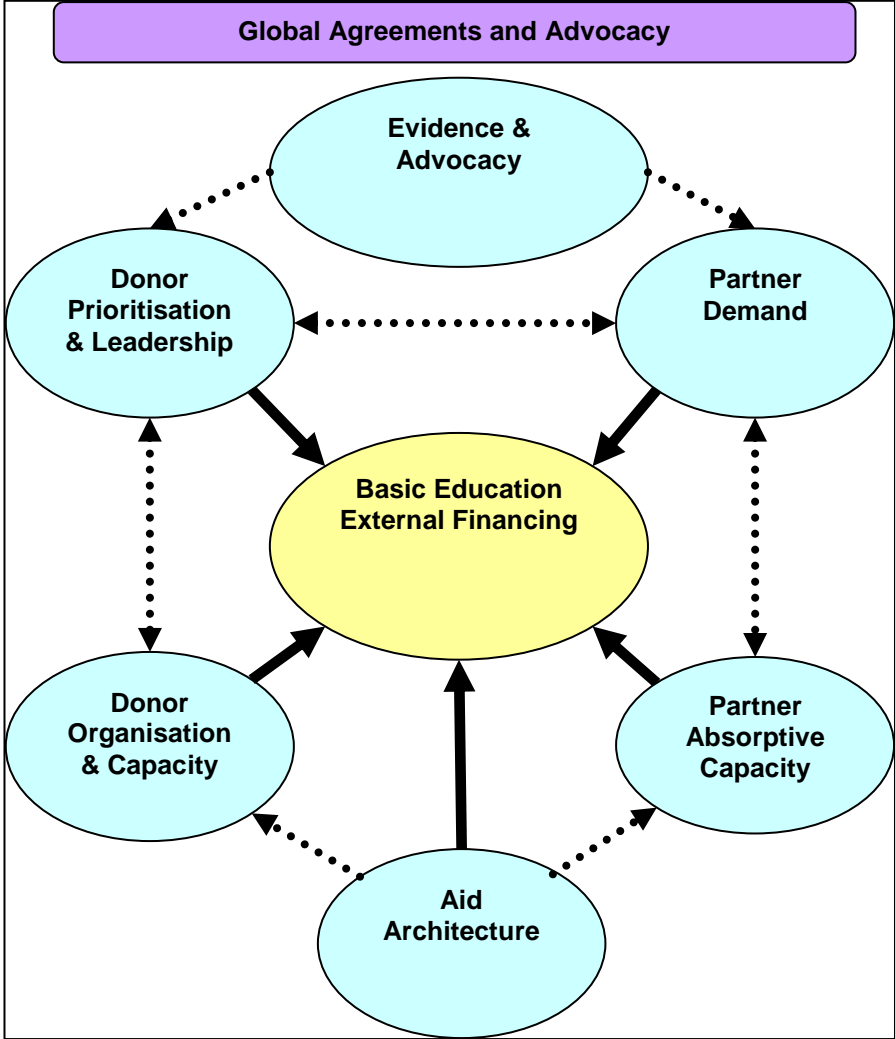 Global Agreements and Advocacy
Evidence &
Advocacy
Donor
Prioritisation
& Leadership
Partner
Demand
Basic Education
External Financing
Donor
Organisation
& Capacity
Partner
Absorptive
Capacity
Aid
Architecture